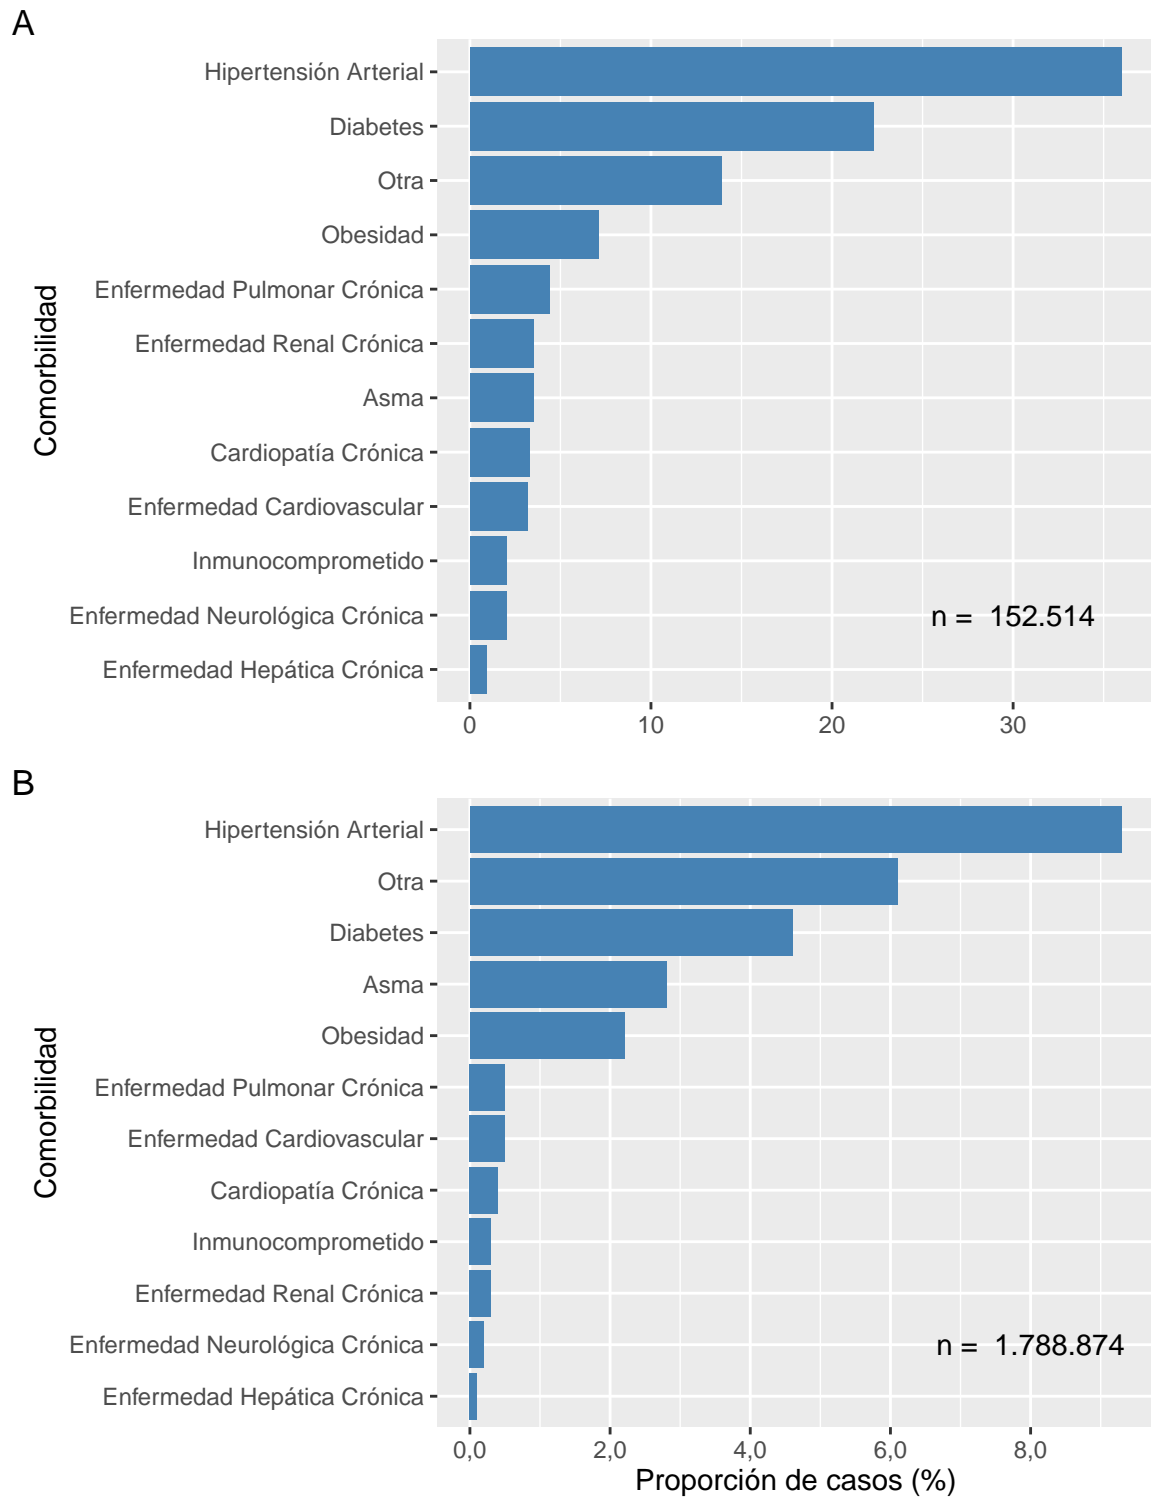 A
Hipertensión Arterial
Diabetes
Otra
Obesidad
Enfermedad Pulmonar Crónica
Enfermedad Renal Crónica
Asma
Cardiopatía Crónica
Enfermedad Cardiovascular
Inmunocomprometido
Enfermedad Neurológica Crónica
Enfermedad Hepática Crónica
Comorbilidad
n = 152.514
0 10 20 30
B
Hipertensión Arterial
Otra
Diabetes
Asma
Obesidad
Enfermedad Pulmonar Crónica
Enfermedad Cardiovascular
Cardiopatía Crónica
Inmunocomprometido
Enfermedad Renal Crónica
Enfermedad Neurológica Crónica
Enfermedad Hepática Crónica
Comorbilidad
n = 1.788.874
0,0 2,0 4,0 6,0 8,0
Proporción de casos (%)